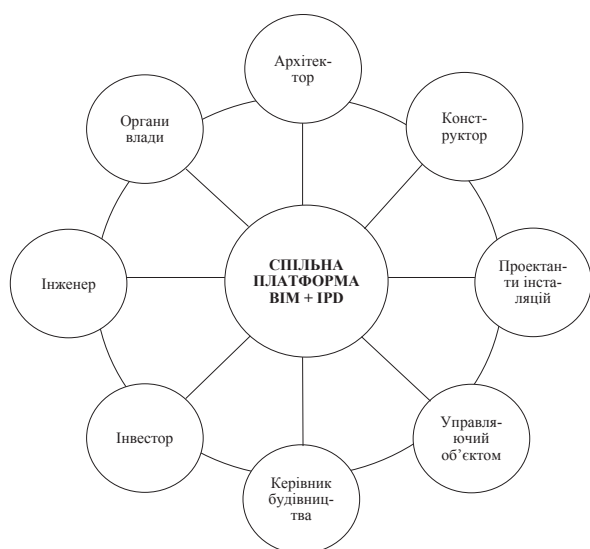 Архітек-
тор
Органи
влади
Конст-
руктор
Інженер
СПІЛЬНА
ПЛАТФОРМА
BIM + IPD
Проектан-
ти інста-
ляцій
Інвестор
Управля-
ючий
об’єктом
Керівник
будівниц-
тва